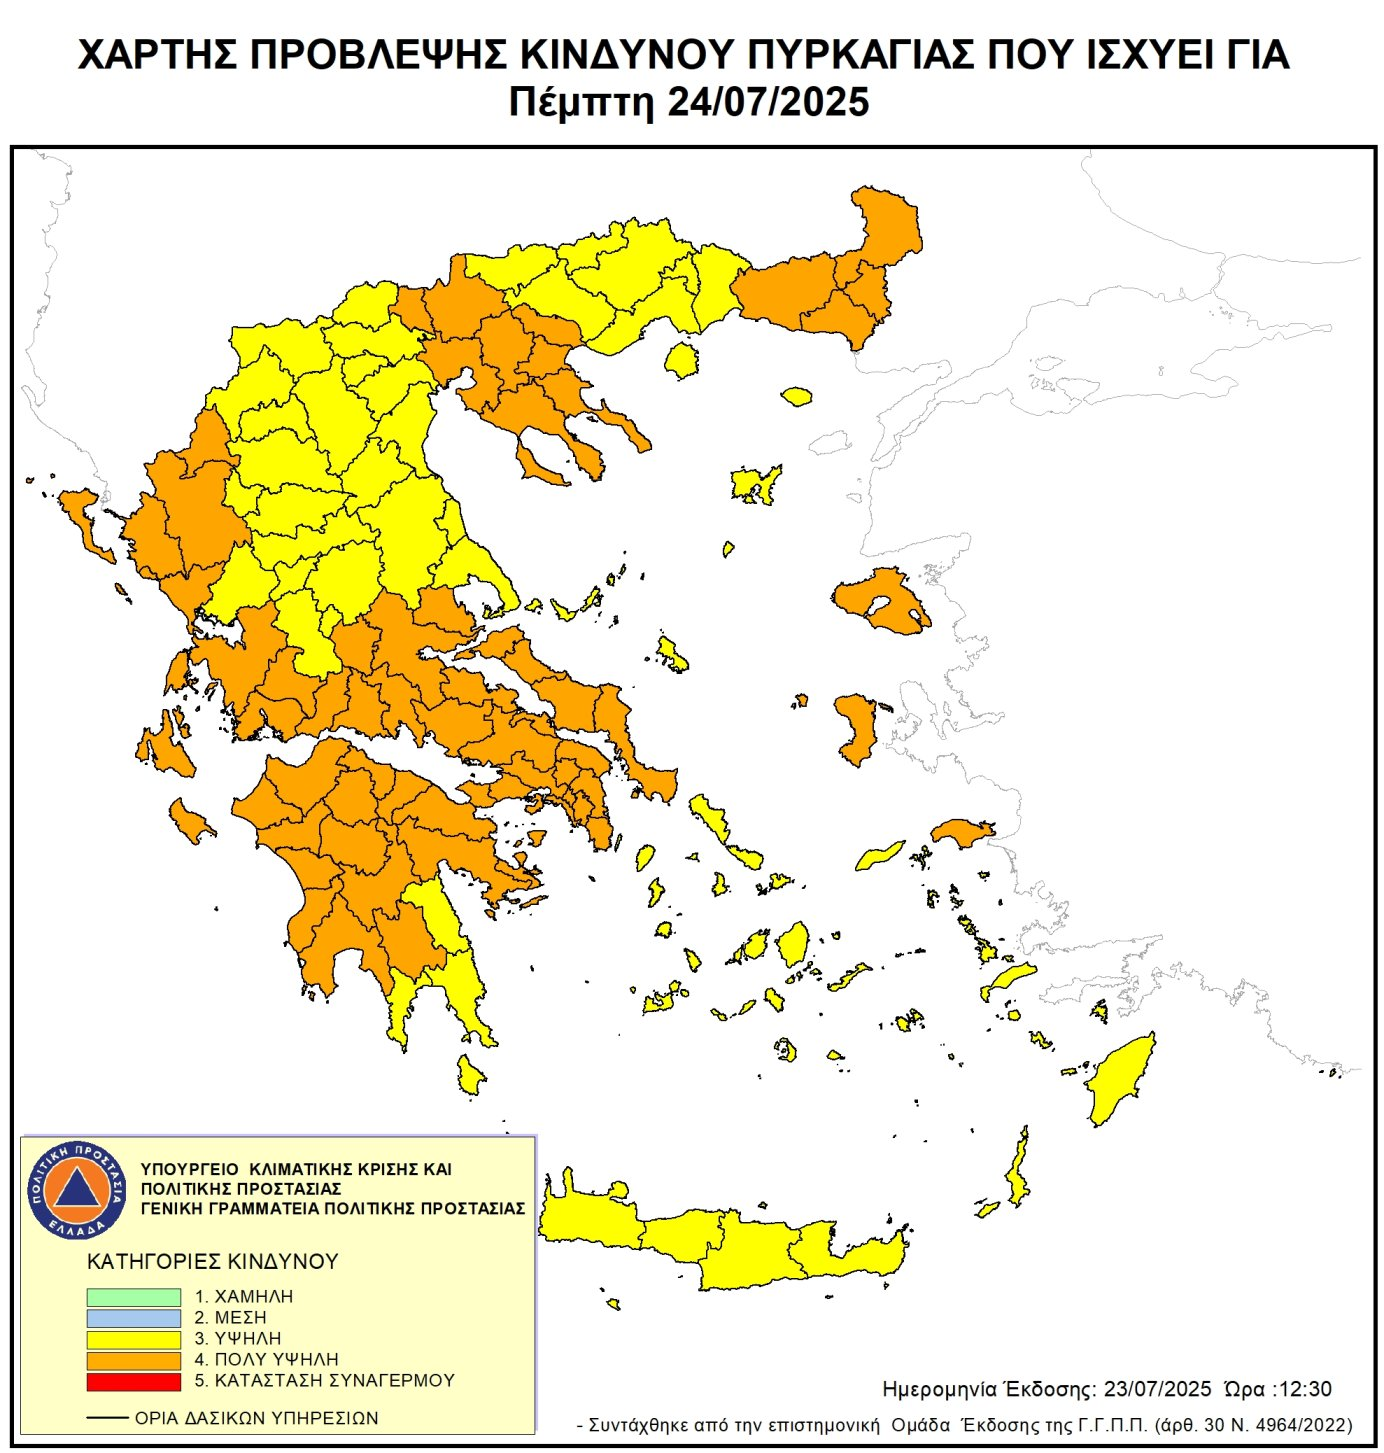 ΧΑΡΤΗΣ ΠΡΟΒΛΕΨΗΣ ΚΙΝΔΥΝΟΥ ΠΥΡΚΑΓΙΑΣ ΠΟΥ ΙΣΧΥΕΙ ΓΙΑ
Πέμπτη 24/07/2025
ΠΟΛΙΤΙΚΗ ΠΡΟΣΤΑΣΙΑ
ΕΛΛΑΔΑ
ΥΠΟΥΡΓΕΙΟ ΚΛΙΜΑΤΙΚΗΣ ΚΡΙΣΗΣ ΚΑΙ
ΠΟΛΙΤΙΚΗΣ ΠΡΟΣΤΑΣΙΑΣ
ΓΕΝΙΚΗ ΓΡΑΜΜΑΤΕΙΑ ΠΟΛΙΤΙΚΗΣ ΠΡΟΣΤΑΣΙΑΣ
ΚΑΤΗΓΟΡΙΕΣ ΚΙΝΔΥΝΟΥ
1. ΧΑΜΗΛΗ
2. ΜΕΣΗ
3. ΥΨΗΛΗ
4. ΠΟΛΥ ΥΨΗΛΗ
5. ΚΑΤΑΣΤΑΣΗ ΣΥΝΑΓΕΡΜΟΥ
ΟΡΙΑ ΔΑΣΙΚΩΝ ΥΠΗΡΕΣΙΩΝ
Ημερομηνία Έκδοσης: 23/07/2025 Ώρα :12:30
- Συντάχθηκε από την επιστημονική Ομάδα Έκδοσης της Γ.Γ.Π.Π. (άρθ. 30 Ν. 4964/2022)